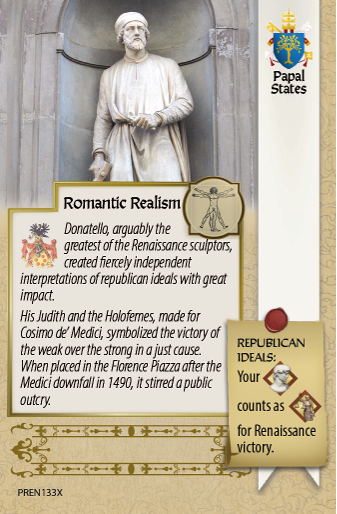 Papal
States
Romantic Realism
Donatello, arguably the
greatest of the Renaissance sculptors,
created fiercely independent
interpretations of republican ideals with great
impact.
His Judith and the Holofernes, made for
Cosimo de' Medici, symbolized the victory of
the weak over the strong in a just cause.
When placed in the Florence Piazza after the
Medici downfall in 1490, it stirred a public
outcry.
REPUBLICAN
IDEALS:
Your
counts as
for Renaissance
victory.
PREN133X